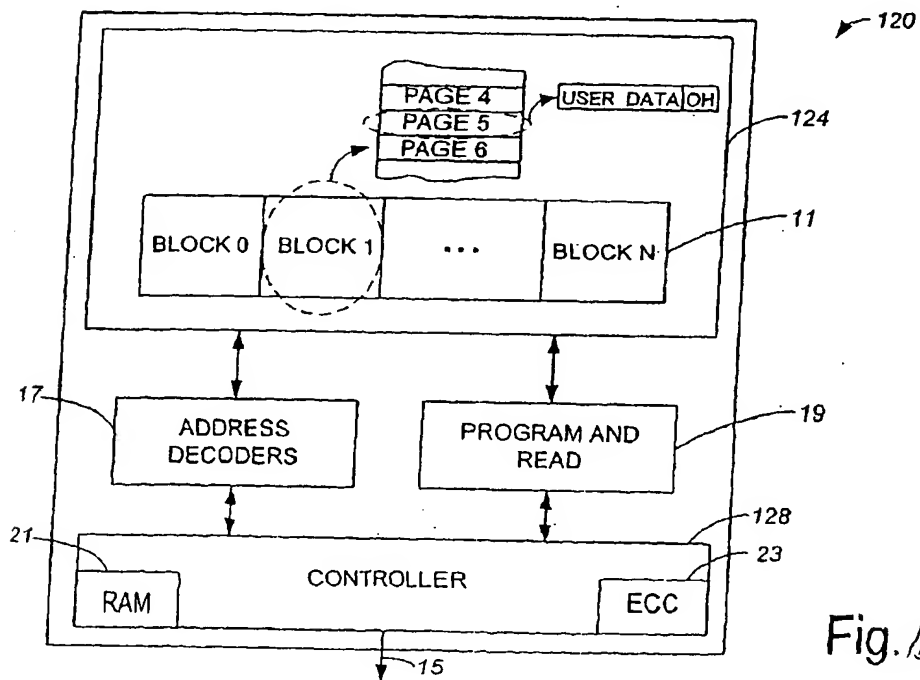 120
PAGE 4
USER DATA OH
PAGE 5
124
PAGE 6
11
BLOCK 0
BLOCK 1
...
BLOCK N
17
19
ADDRESS
DECODERS
PROGRAM AND
READ
128
21
23
CONTROLLER
RAM
ECC
15
Fig.